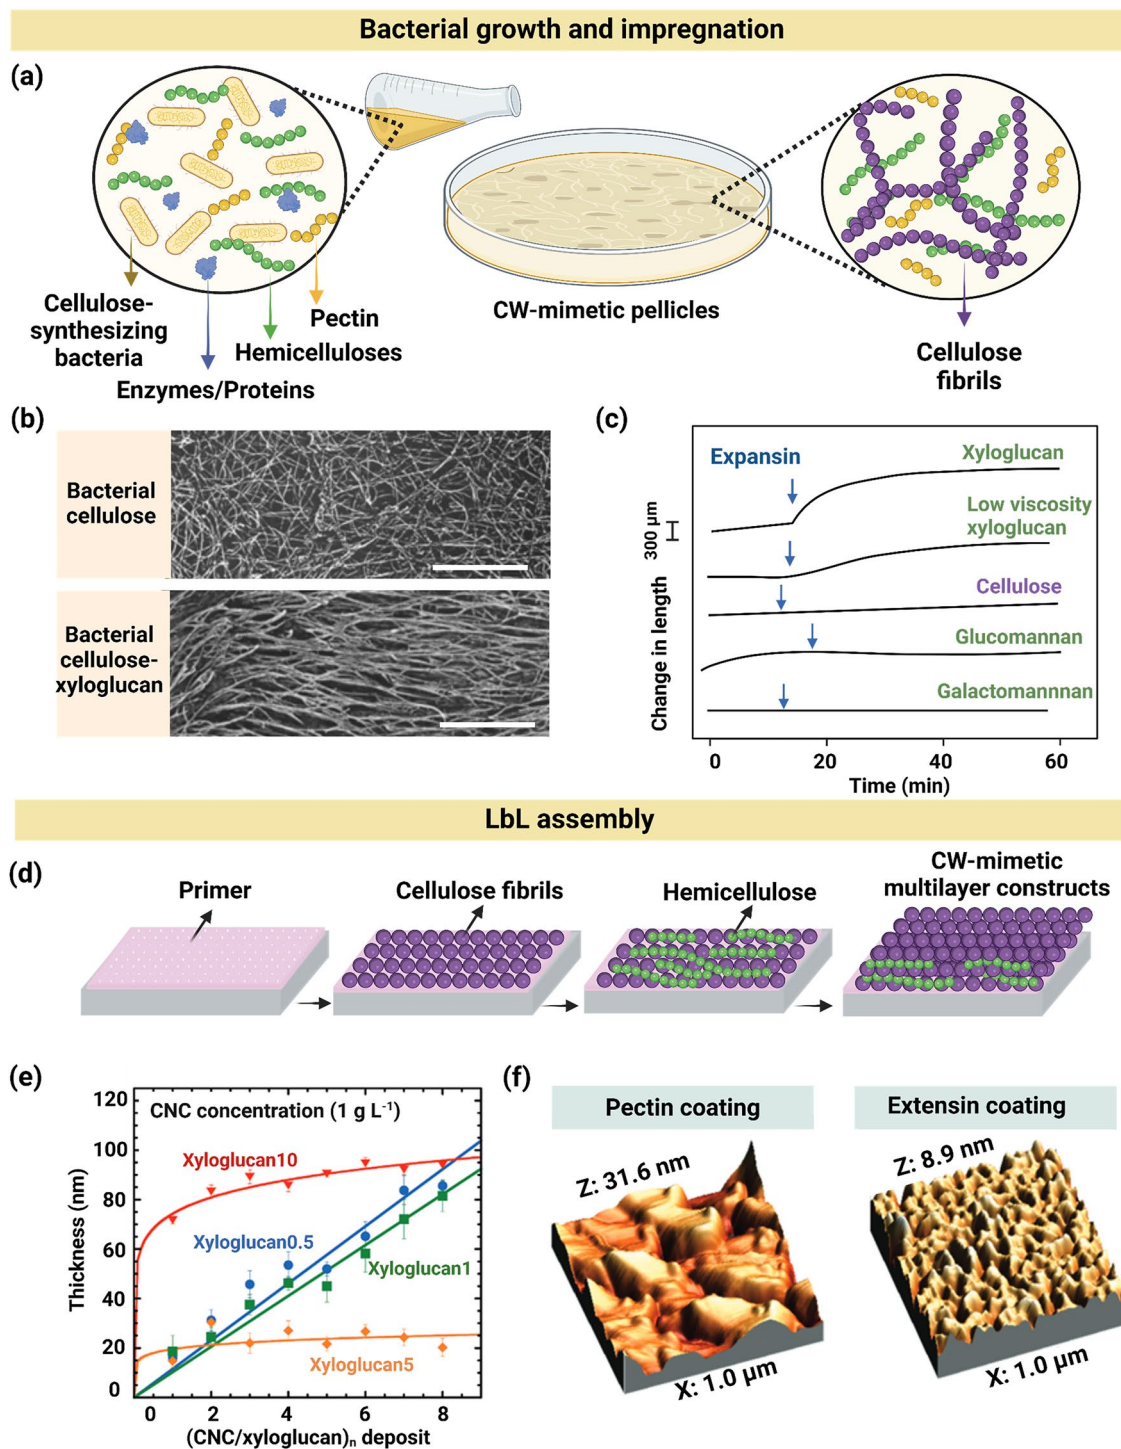 Bacterial growth and impregnation
(a)
Cellulose-
synthesizing
bacteria
Enzymes/Proteins
Hemicelluloses
Pectin
CW-mimetic pellicles
Cellulose
fibrils
(b)
Bacterial
cellulose
Bacterial
cellulose-
xyloglucan
(c)
Expansin
Xyloglucan
Low viscosity
xyloglucan
Cellulose
Glucomannan
Galactomannnan
300 µm
Change in length
0 20 40 60
Time (min)
LbL assembly
(d)
Primer
Cellulose fibrils
Hemicellulose
CW-mimetic
multilayer constructs
(e)
CNC concentration (1 g L⁻¹)
Xyloglucan10
Xyloglucan0.5
Xyloglucan1
Xyloglucan5
Thickness (nm)
120
100
80
60
40
20
0
0 2 4 6 8
(CNC/xyloglucan)ₙ deposit
(f)
Pectin coating
Z: 31.6 nm
X: 1.0 µm
Extensin coating
Z: 8.9 nm
X: 1.0 µm